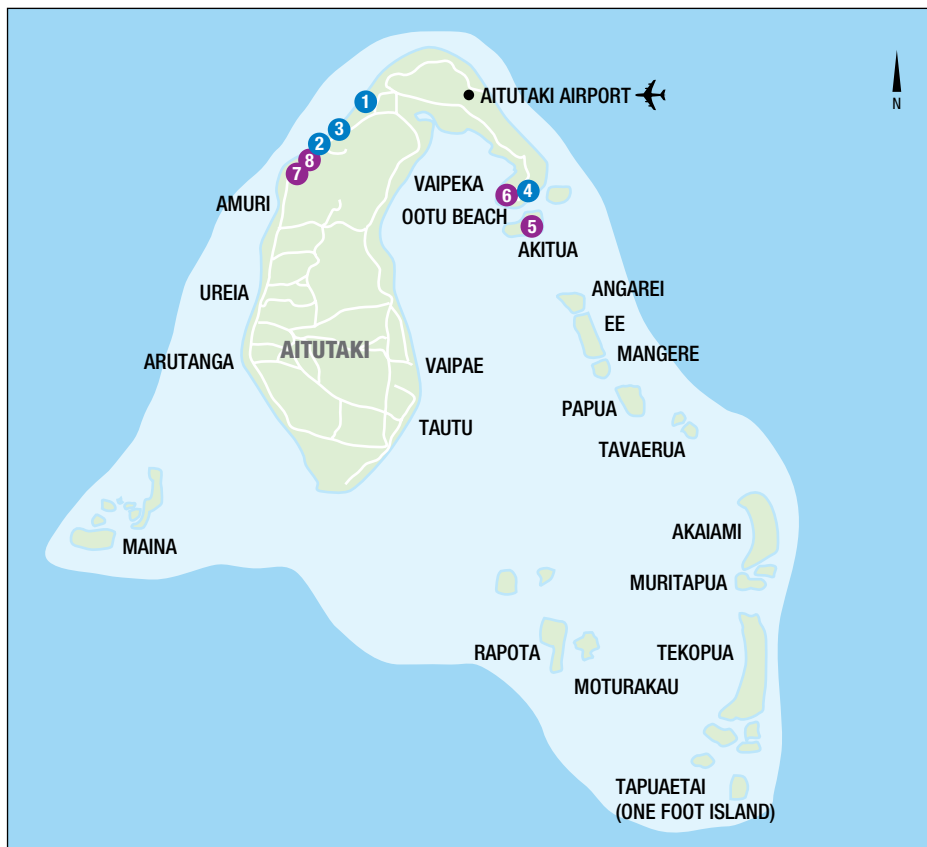 N
AITUTAKI AIRPORT
1
3
2
8
7
VAIPEKA
6
4
AMURI
OOTU BEACH
5
AKITUA
UREIA
ANGAREI
EE
MANGERE
ARUTANGA
AITUTAKI
VAIPAE
PAPUA
TAUTU
TAVAERUA
AKAIAMI
MAINA
MURITAPUA
RAPOTA
TEKOPUA
MOTURAKAU
TAPUAETAI
(ONE FOOT ISLAND)